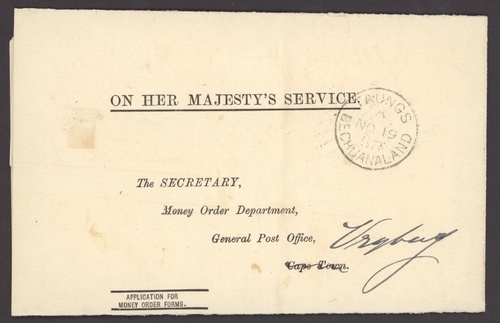 ON HER MAJESTY'S SERVICE.
TAUNGS
NO 19
BECHUANALAND
The SECRETARY,
Money Order Department,
General Post Office, Vryburg
Cape Town.
APPLICATION FOR
MONEY ORDER FORMS.